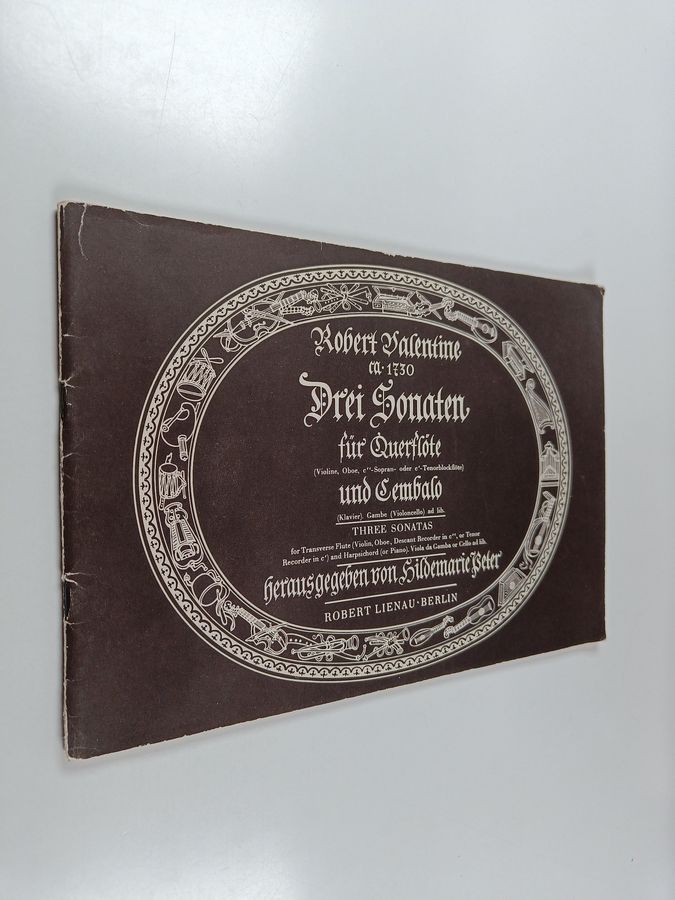 Robert Valentine
ca. 1730
Drei Sonaten
für Querflöte
(Violine, Oboe, c''-Sopran- oder c'-Tenorblockflöte)
und Cembalo
(Klavier). Gambe (Violoncello) ad lib.
THREE SONATAS
for Transverse Flute (Violin, Oboe, Descant Recorder in c'', or Tenor
Recorder in c') and Harpsichord (or Piano). Viola da Gamba or Cello ad lib.
herausgegeben von Hildemarie Peter
ROBERT LIENAU · BERLIN